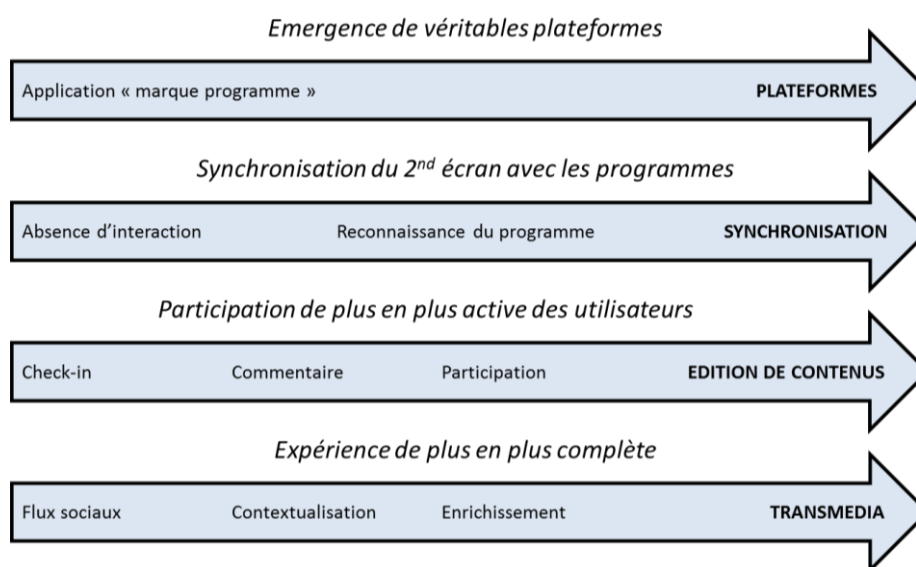 Emergence de véritables plateformes
Application « marque programme » PLATEFORMES
Synchronisation du 2nd écran avec les programmes
Absence d’interaction Reconnaissance du programme SYNCHRONISATION
Participation de plus en plus active des utilisateurs
Check-in Commentaire Participation EDITION DE CONTENUS
Expérience de plus en plus complète
Flux sociaux Contextualisation Enrichissement TRANSMEDIA